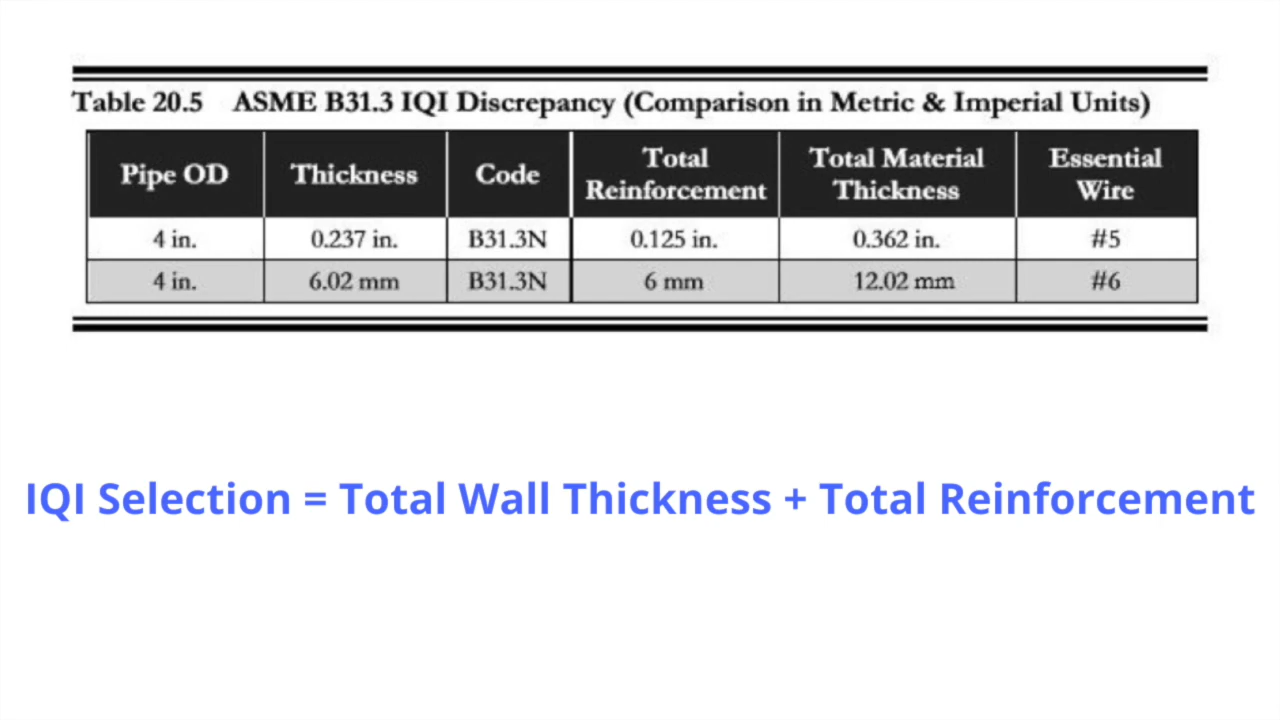 Table 20.5 ASME B31.3 IQI Discrepancy (Comparison in Metric & Imperial Units)
Pipe OD Thickness Code Total Reinforcement Total Material Thickness Essential Wire
4 in. 0.237 in. B31.3N 0.125 in. 0.362 in. #5
4 in. 6.02 mm B31.3N 6 mm 12.02 mm #6
IQI Selection = Total Wall Thickness + Total Reinforcement